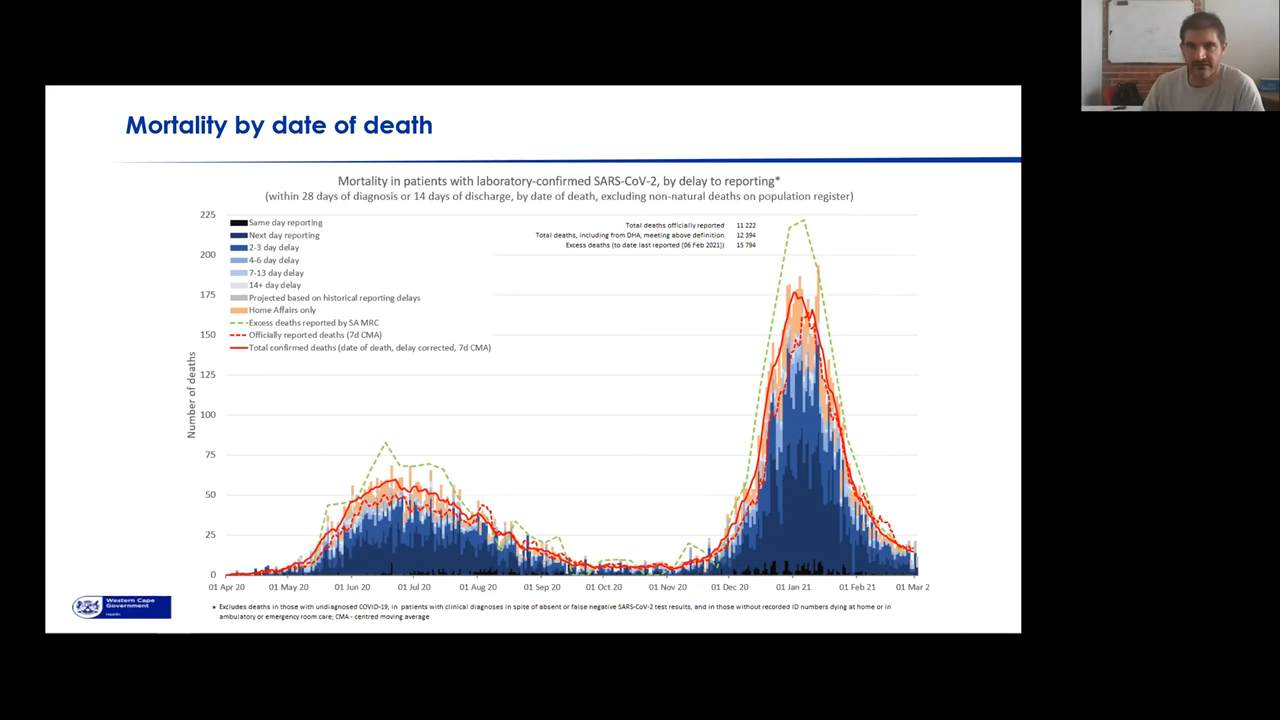 Mortality by date of death
Mortality in patients with laboratory-confirmed SARS-CoV-2, by delay to reporting*
(within 28 days of diagnosis or 14 days of discharge, by date of death, excluding non-natural deaths on population register)
225
200
175
150
125
100
75
50
25
0
Number of deaths
Same day reporting
Next day reporting
2-3 day delay
4-6 day delay
7-13 day delay
14+ day delay
Projected based on historical reporting delays
Home Affairs only
Excess deaths reported by SA MRC
Officially reported deaths (7d CMA)
Total confirmed deaths (date of death, delay corrected, 7d CMA)
Total deaths officially reported 11 222
Total deaths, including from DHA, meeting above definition 12 394
Excess deaths (to date last reported [06 Feb 2021]) 15 794
01 Apr 20 01 May 20 01 Jun 20 01 Jul 20 01 Aug 20 01 Sep 20 01 Oct 20 01 Nov 20 01 Dec 20 01 Jan 21 01 Feb 21 01 Mar 2
Western Cape
Government
Health
* Excludes deaths in those with undiagnosed COVID-19, in patients with clinical diagnoses in spite of absent or false negative SARS-CoV-2 test results, and in those without recorded ID numbers dying at home or in
ambulatory or emergency room care; CMA - centred moving average